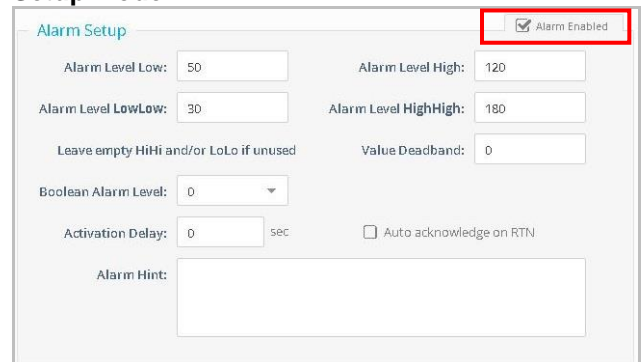 Alarm Setup
Alarm Enabled
Alarm Level Low: 50 Alarm Level High: 120
Alarm Level LowLow: 30 Alarm Level HighHigh: 180
Leave empty HiHi and/or LoLo if unused Value Deadband: 0
Boolean Alarm Level: 0
Activation Delay: 0 sec Auto acknowledge on RTN
Alarm Hint: